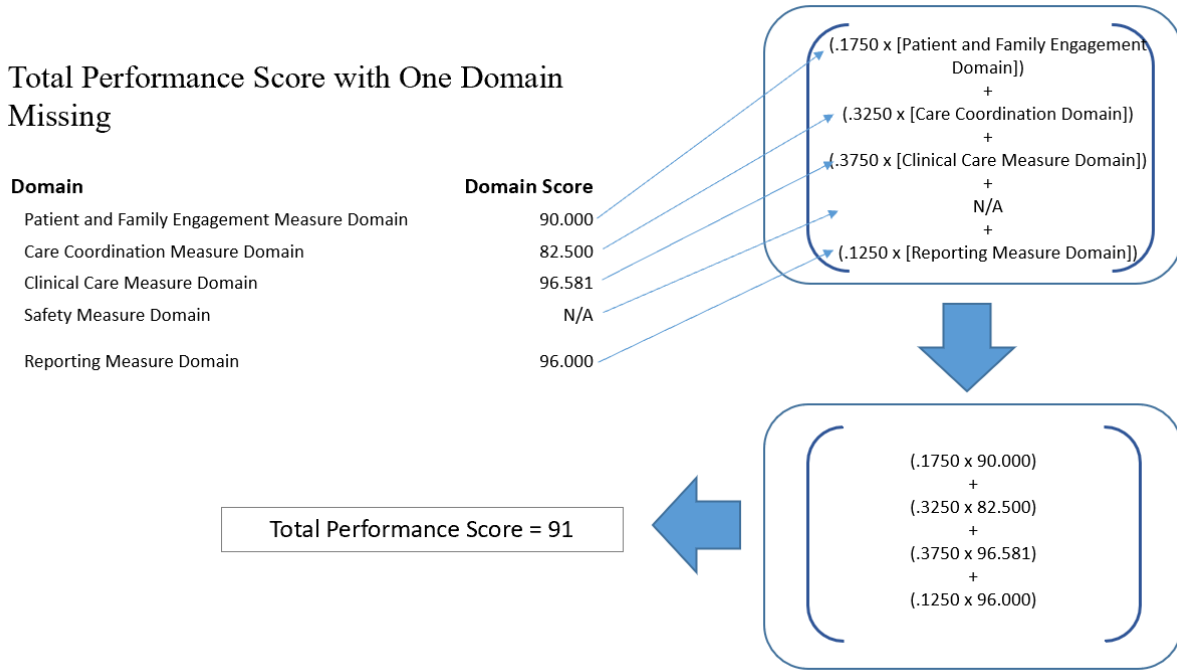 Total Performance Score with One Domain
Missing
Domain Domain Score
Patient and Family Engagement Measure Domain 90.000
Care Coordination Measure Domain 82.500
Clinical Care Measure Domain 96.581
Safety Measure Domain N/A
Reporting Measure Domain 96.000
(.1750 x [Patient and Family Engagement
Domain])
+
(.3250 x [Care Coordination Domain])
+
(.3750 x [Clinical Care Measure Domain])
+
N/A
+
(.1250 x [Reporting Measure Domain])
(.1750 x 90.000)
+
(.3250 x 82.500)
+
(.3750 x 96.581)
+
(.1250 x 96.000)
Total Performance Score = 91